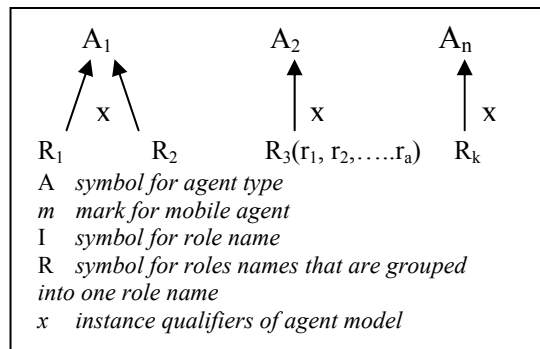 A1 A2 An
x x x
R1 R2 R3(r1, r2,…..ra) Rk
A symbol for agent type
m mark for mobile agent
I symbol for role name
R symbol for roles names that are grouped
into one role name
x instance qualifiers of agent model